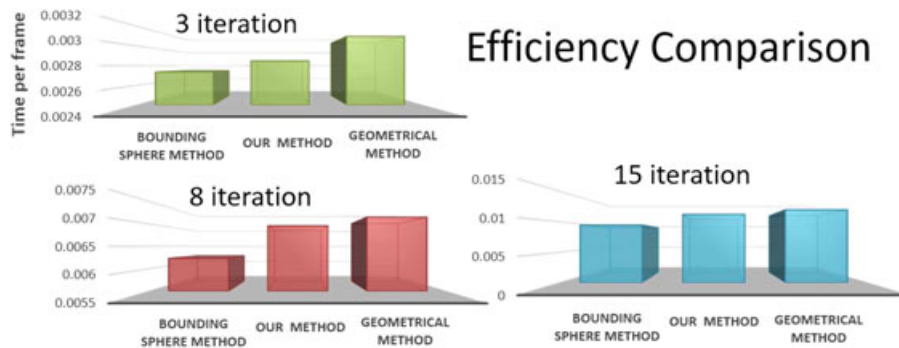 Efficiency Comparison
Time per frame
3 iteration
0.0032
0.003
0.0028
0.0026
0.0024
BOUNDING
SPHERE METHOD
OUR METHOD
GEOMETRICAL
METHOD
8 iteration
0.0075
0.007
0.0065
0.006
0.0055
BOUNDING
SPHERE METHOD
OUR METHOD
GEOMETRICAL
METHOD
15 iteration
0.015
0.01
0.005
0
BOUNDING
SPHERE METHOD
OUR METHOD
GEOMETRICAL
METHOD